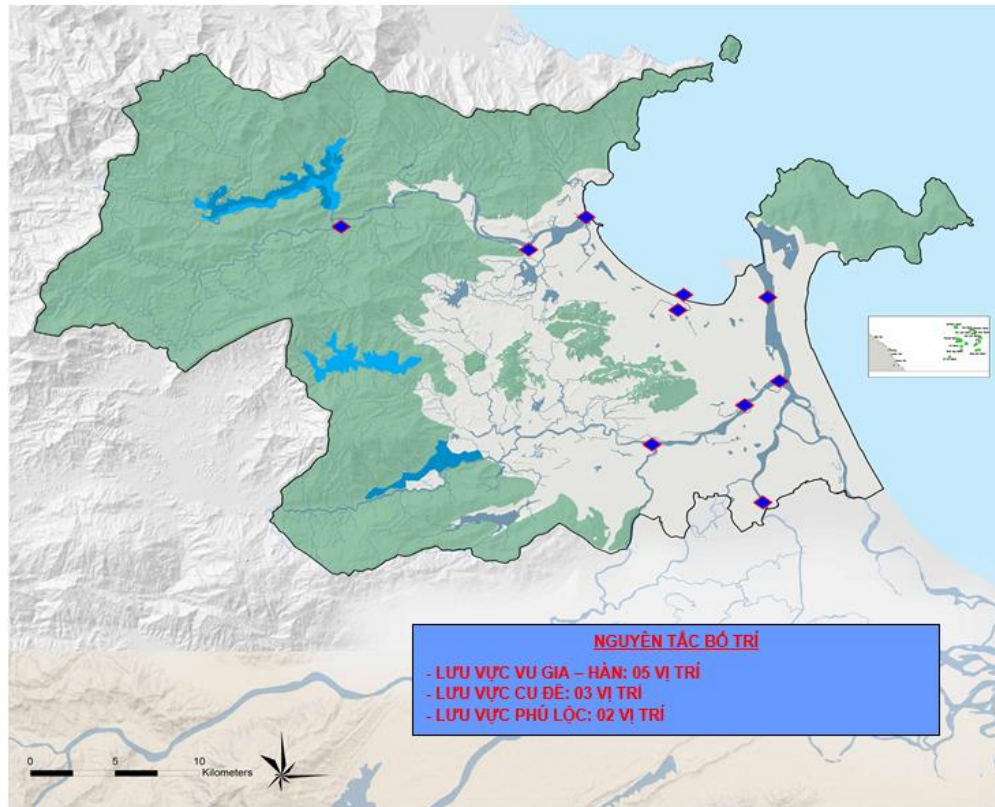 NGUYÊN TẮC BỐ TRÍ
- LƯU VỰC VU GIA – HÀN: 05 VỊ TRÍ
- LƯU VỰC CU ĐÊ: 03 VỊ TRÍ
- LƯU VỰC PHÚ LỘC: 02 VỊ TRÍ
0 5 10
Kilometers